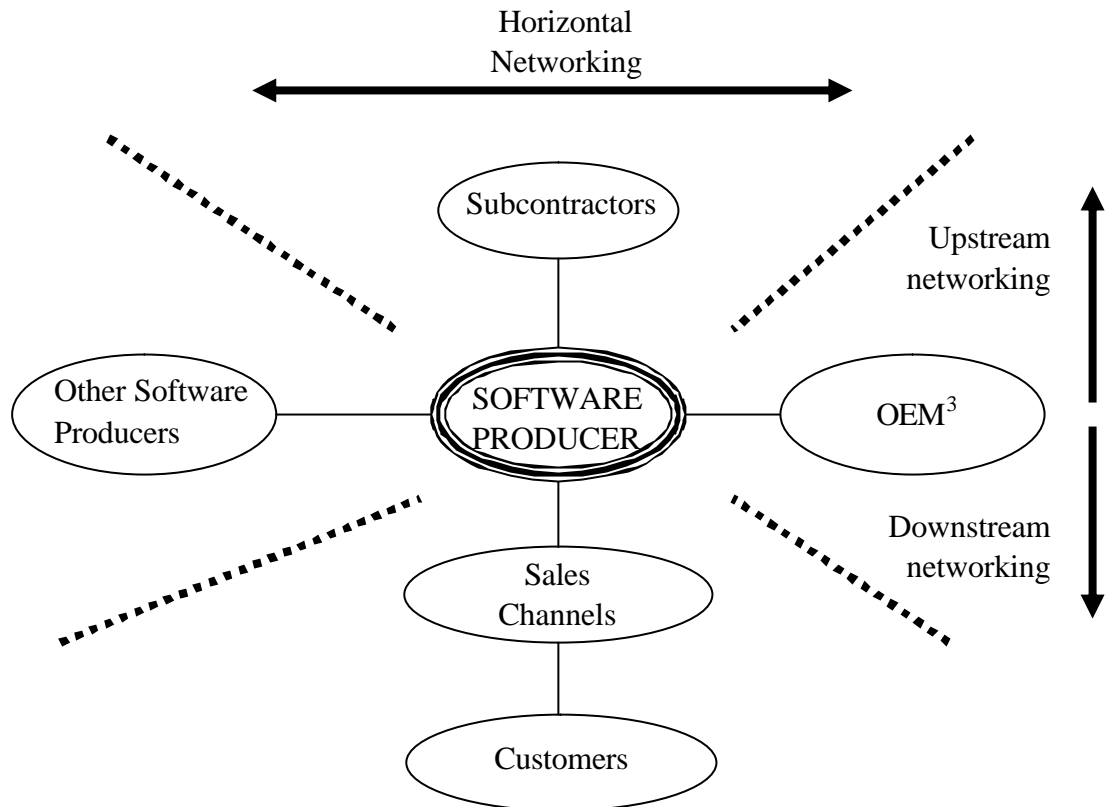 Horizontal
Networking
Subcontractors
Upstream
networking
Other Software
Producers
SOFTWARE
PRODUCER
OEM³
Downstream
networking
Sales
Channels
Customers